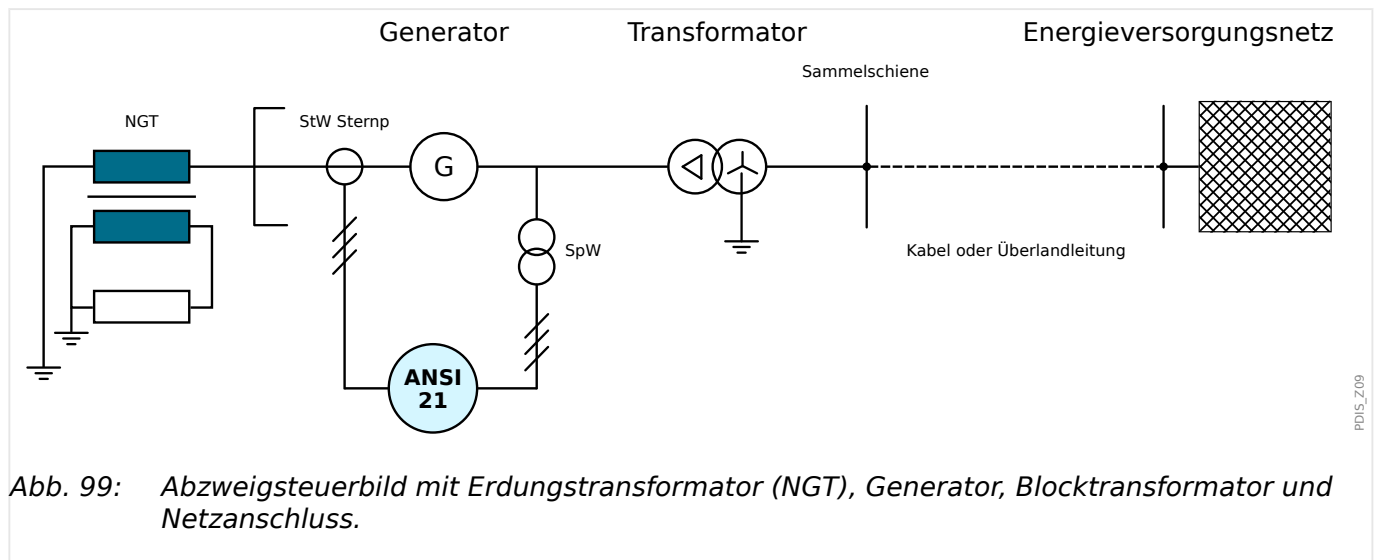 Generator
Transformator
Energieversorgungsnetz
Sammelschiene
NGT
StW Sternp
G
SpW
Kabel oder Überlandleitung
ANSI
21
PDIS_Z09
Abb. 99: Abzweigsteuerbild mit Erdungstransformator (NGT), Generator, Blocktransformator und
Netzanschluss.